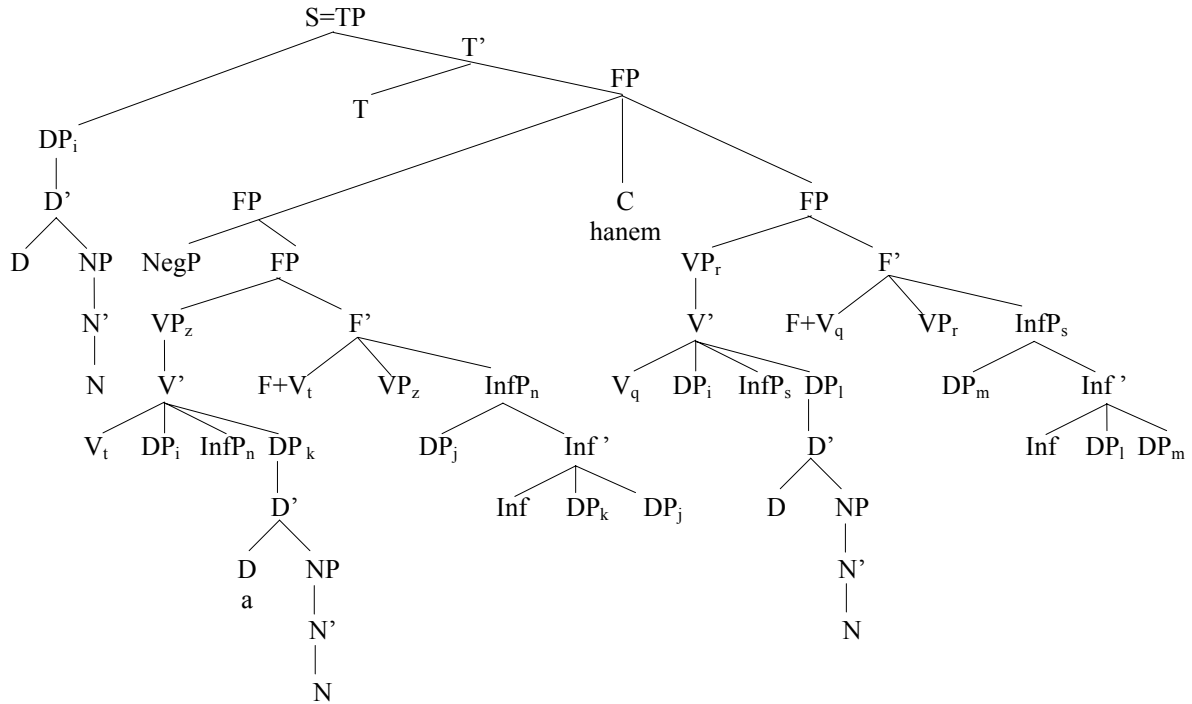 S=TP
T’
FP
T
DPi
D’ FP C FP
hanem
D NP NegP FP VPr F’
N’ VPz F’ V’ F+Vq VPr InfPs
N V’ F+Vt VPz InfPn Vq DPi InfPs DPl DPm Inf ’
Vt DPi InfPn DPk DPj Inf ’ D’ Inf DPl DPm
D’ Inf DPk DPj D NP
D NP N’
a
N’ N
N